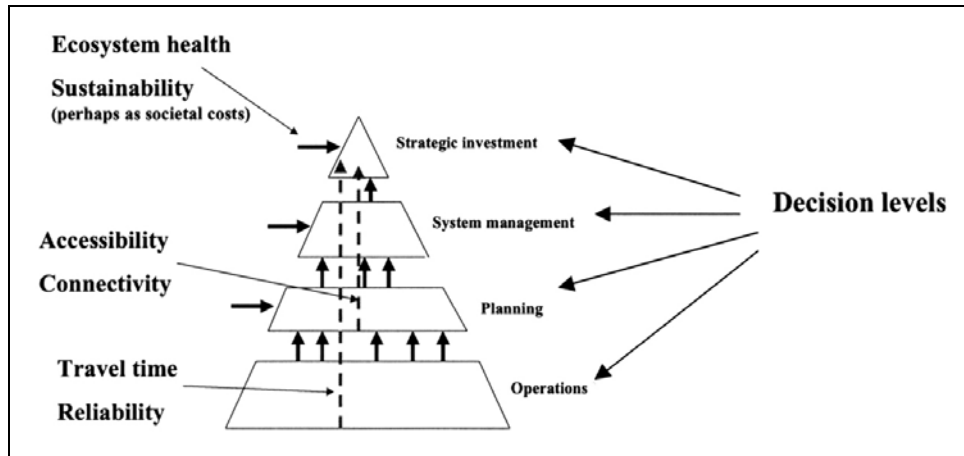 Ecosystem health
Sustainability
(perhaps as societal costs)
Strategic investment
Decision levels
System management
Accessibility
Connectivity
Planning
Travel time
Operations
Reliability